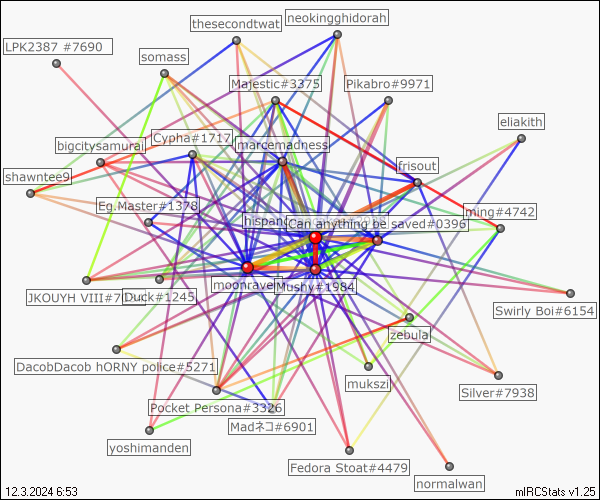 thesecondtwat
neokingghidorah
LPK2387 #7690
somass
Majestic#3375
Pikabro#9971
eliakith
Cypha#1717
bigcitysamurai
marcemadness
frisout
shawntee9
Eg.Master#1378
ming#4742
Can anything be saved#0396
moonrave
Mushy#1984
JKOUYH VIII#7
Duck#1245
Swirly Boi#6154
zebula
DacobDacob hORNY police#5271
mukszi
Silver#7938
Pocket Persona#3326
Madネコ#6901
yoshimanden
Fedora Stoat#4479
normalwan
12.3.2024 6:53
mIRCStats v1.25